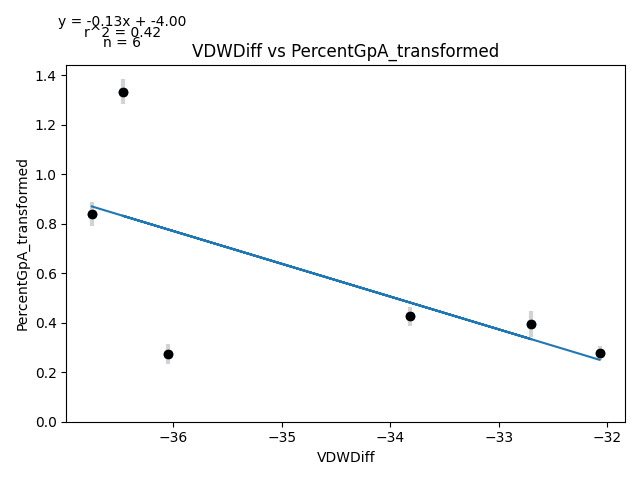 y = -0.13x + -4.00
r^2 = 0.42
n = 6
VDWDiff vs PercentGpA_transformed
1.4
1.2
1.0
0.8
0.6
0.4
0.2
0.0
PercentGpA_transformed
−36
−35
−34
−33
−32
VDWDiff